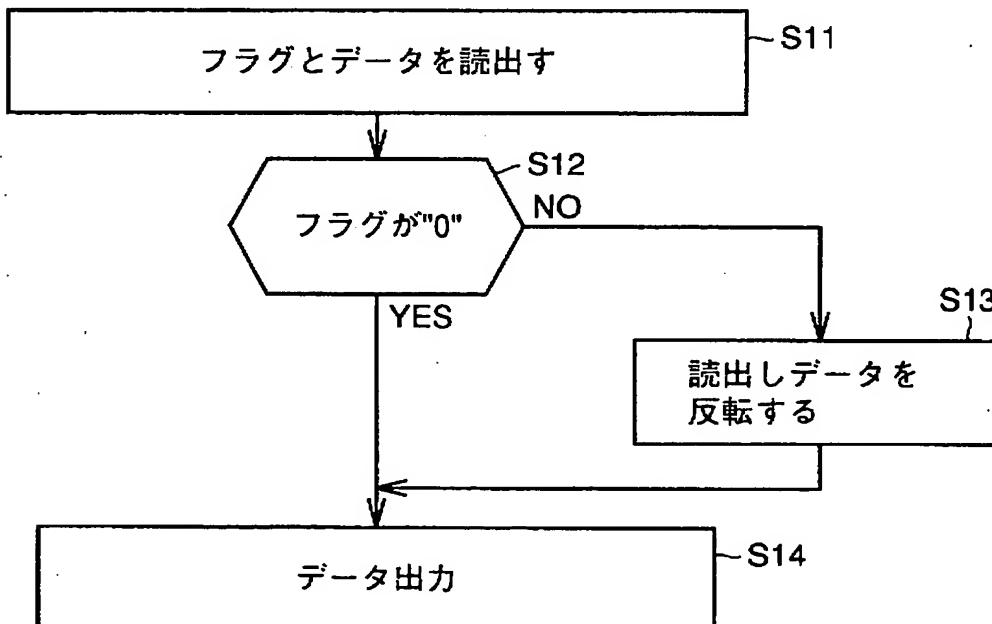 フラグとデータを読出す
S11
S12
フラグが"0"
NO
YES
S13
読出しデータを
反転する
データ出力
S14